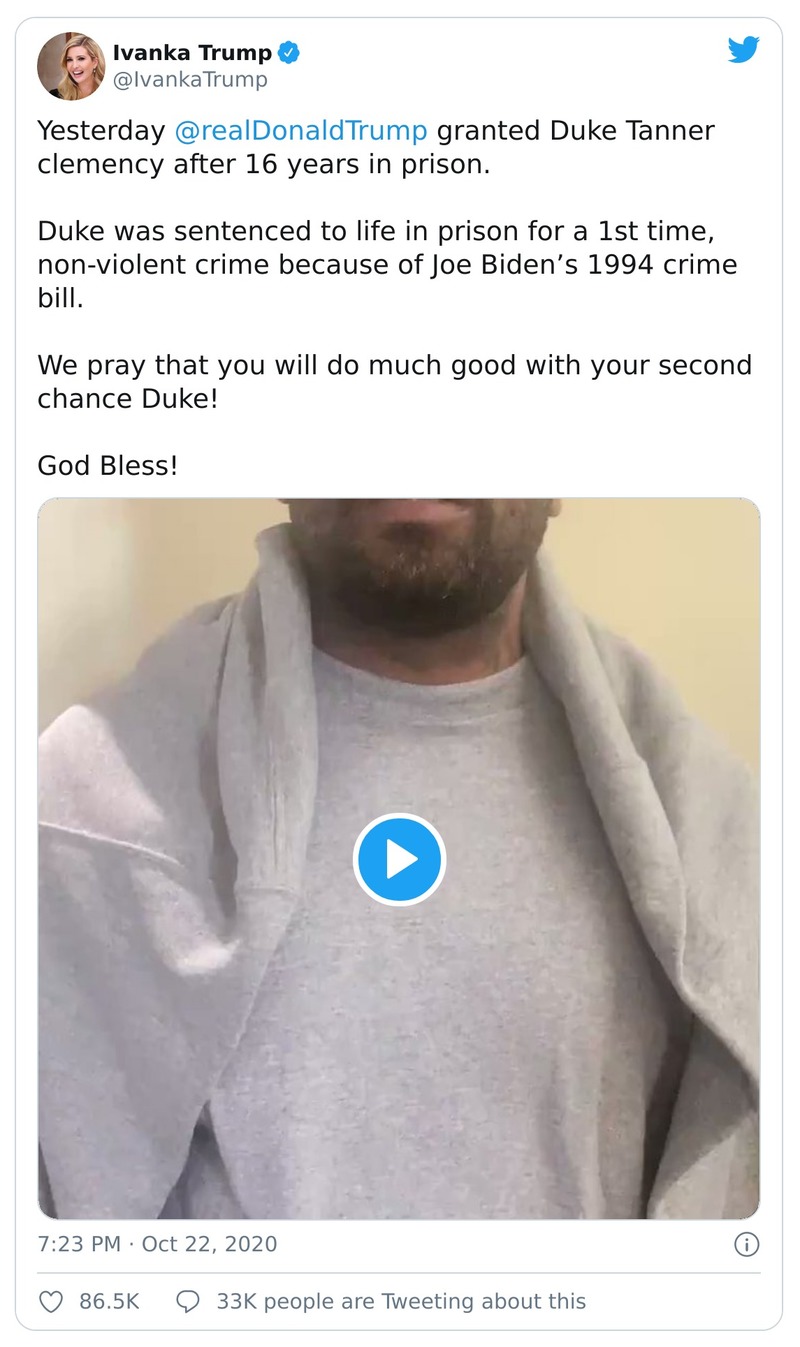 Ivanka Trump
@IvankaTrump
Yesterday @realDonaldTrump granted Duke Tanner
clemency after 16 years in prison.
Duke was sentenced to life in prison for a 1st time,
non-violent crime because of Joe Biden’s 1994 crime
bill.
We pray that you will do much good with your second
chance Duke!
God Bless!
7:23 PM · Oct 22, 2020
86.5K 33K people are Tweeting about this